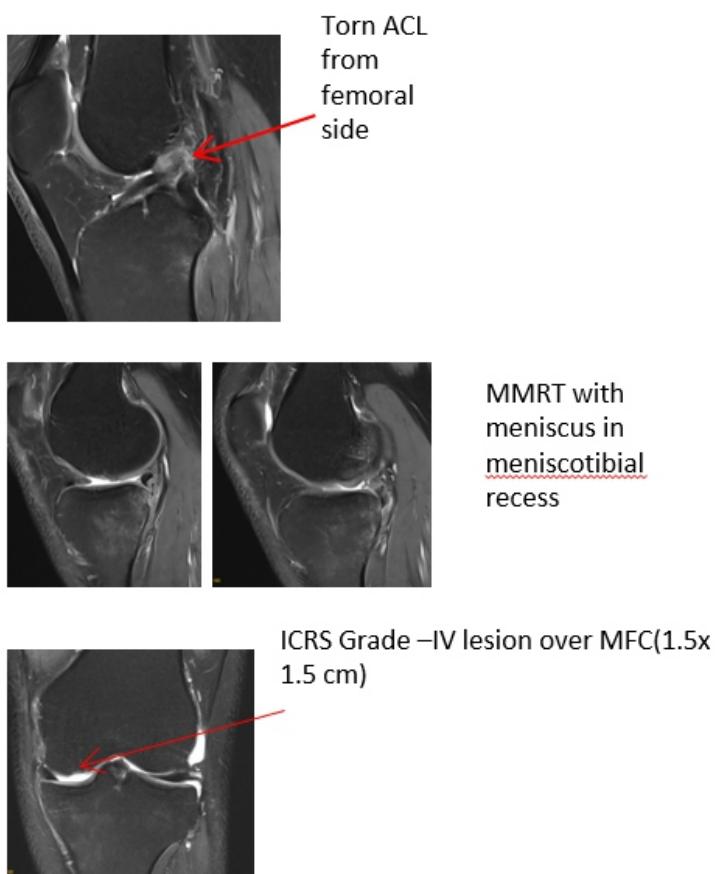 Torn ACL
from
femoral
side
MMRT with
meniscus in
meniscotibial
recess
ICRS Grade –IV lesion over MFC(1.5x
1.5 cm)